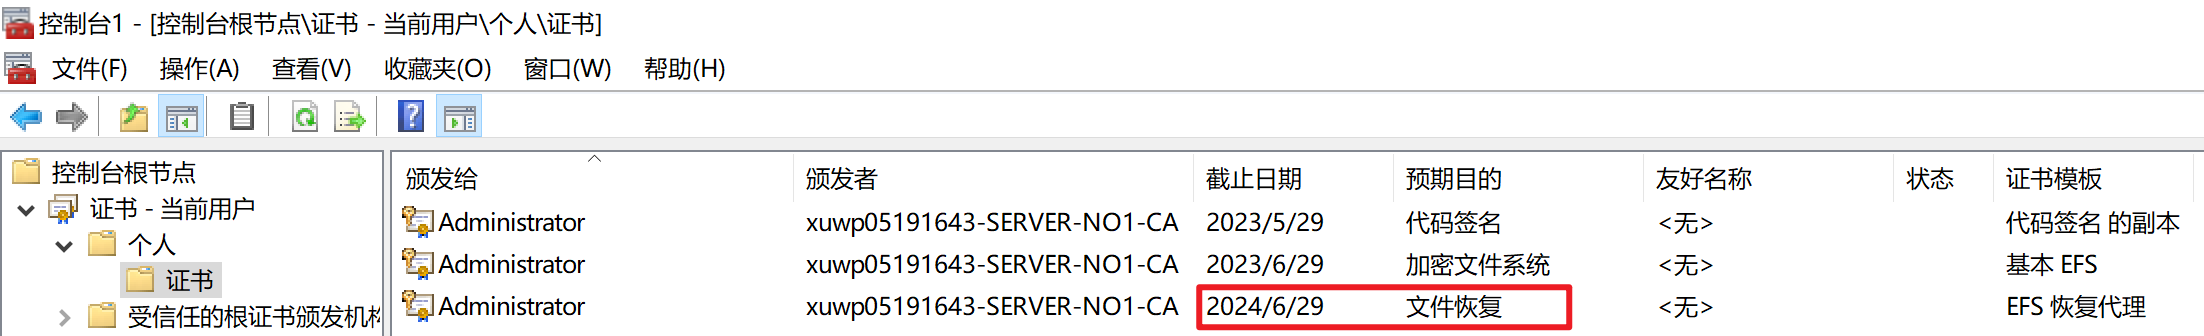 控制台1 - [控制台根节点\证书 - 当前用户\个人\证书]
文件(F) 操作(A) 查看(V) 收藏夹(O) 窗口(W) 帮助(H)
控制台根节点
证书 - 当前用户
个人
证书
受信任的根证书颁发机构
颁发给 颁发者 截止日期 预期目的 友好名称 状态 证书模板
Administrator xuwp05191643-SERVER-NO1-CA 2023/5/29 代码签名 <无> 代码签名 的副本
Administrator xuwp05191643-SERVER-NO1-CA 2023/6/29 加密文件系统 <无> 基本 EFS
Administrator xuwp05191643-SERVER-NO1-CA 2024/6/29 文件恢复 <无> EFS 恢复代理